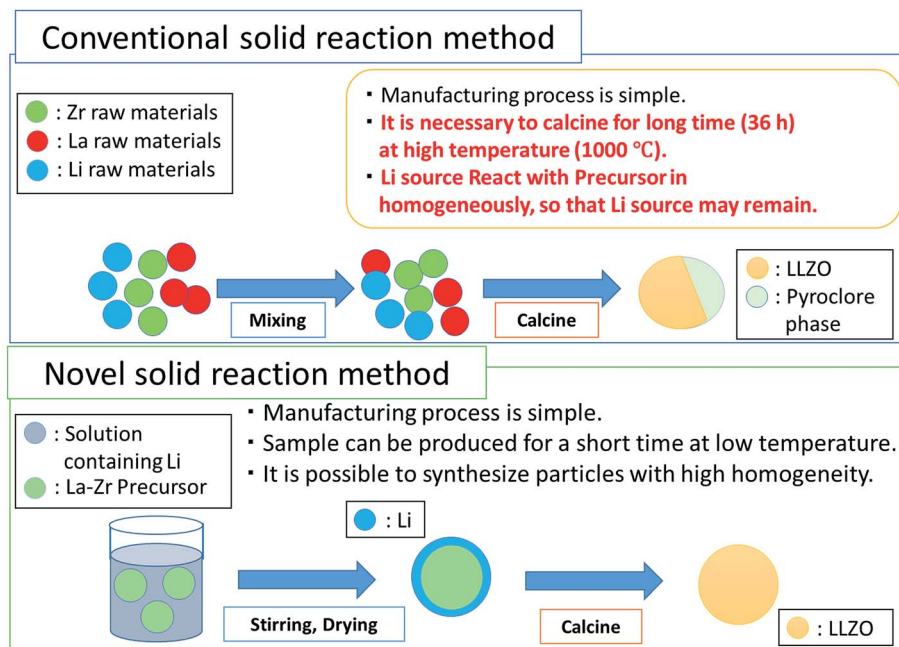 Conventional solid reaction method
: Zr raw materials
: La raw materials
: Li raw materials
・Manufacturing process is simple.
・It is necessary to calcine for long time (36 h)
at high temperature (1000 ℃).
・Li source React with Precursor in
homogeneously, so that Li source may remain.
Mixing
Calcine
: LLZO
: Pyroclore
phase
Novel solid reaction method
: Solution
containing Li
: La-Zr Precursor
・Manufacturing process is simple.
・Sample can be produced for a short time at low temperature.
・It is possible to synthesize particles with high homogeneity.
: Li
Stirring, Drying
Calcine
: LLZO